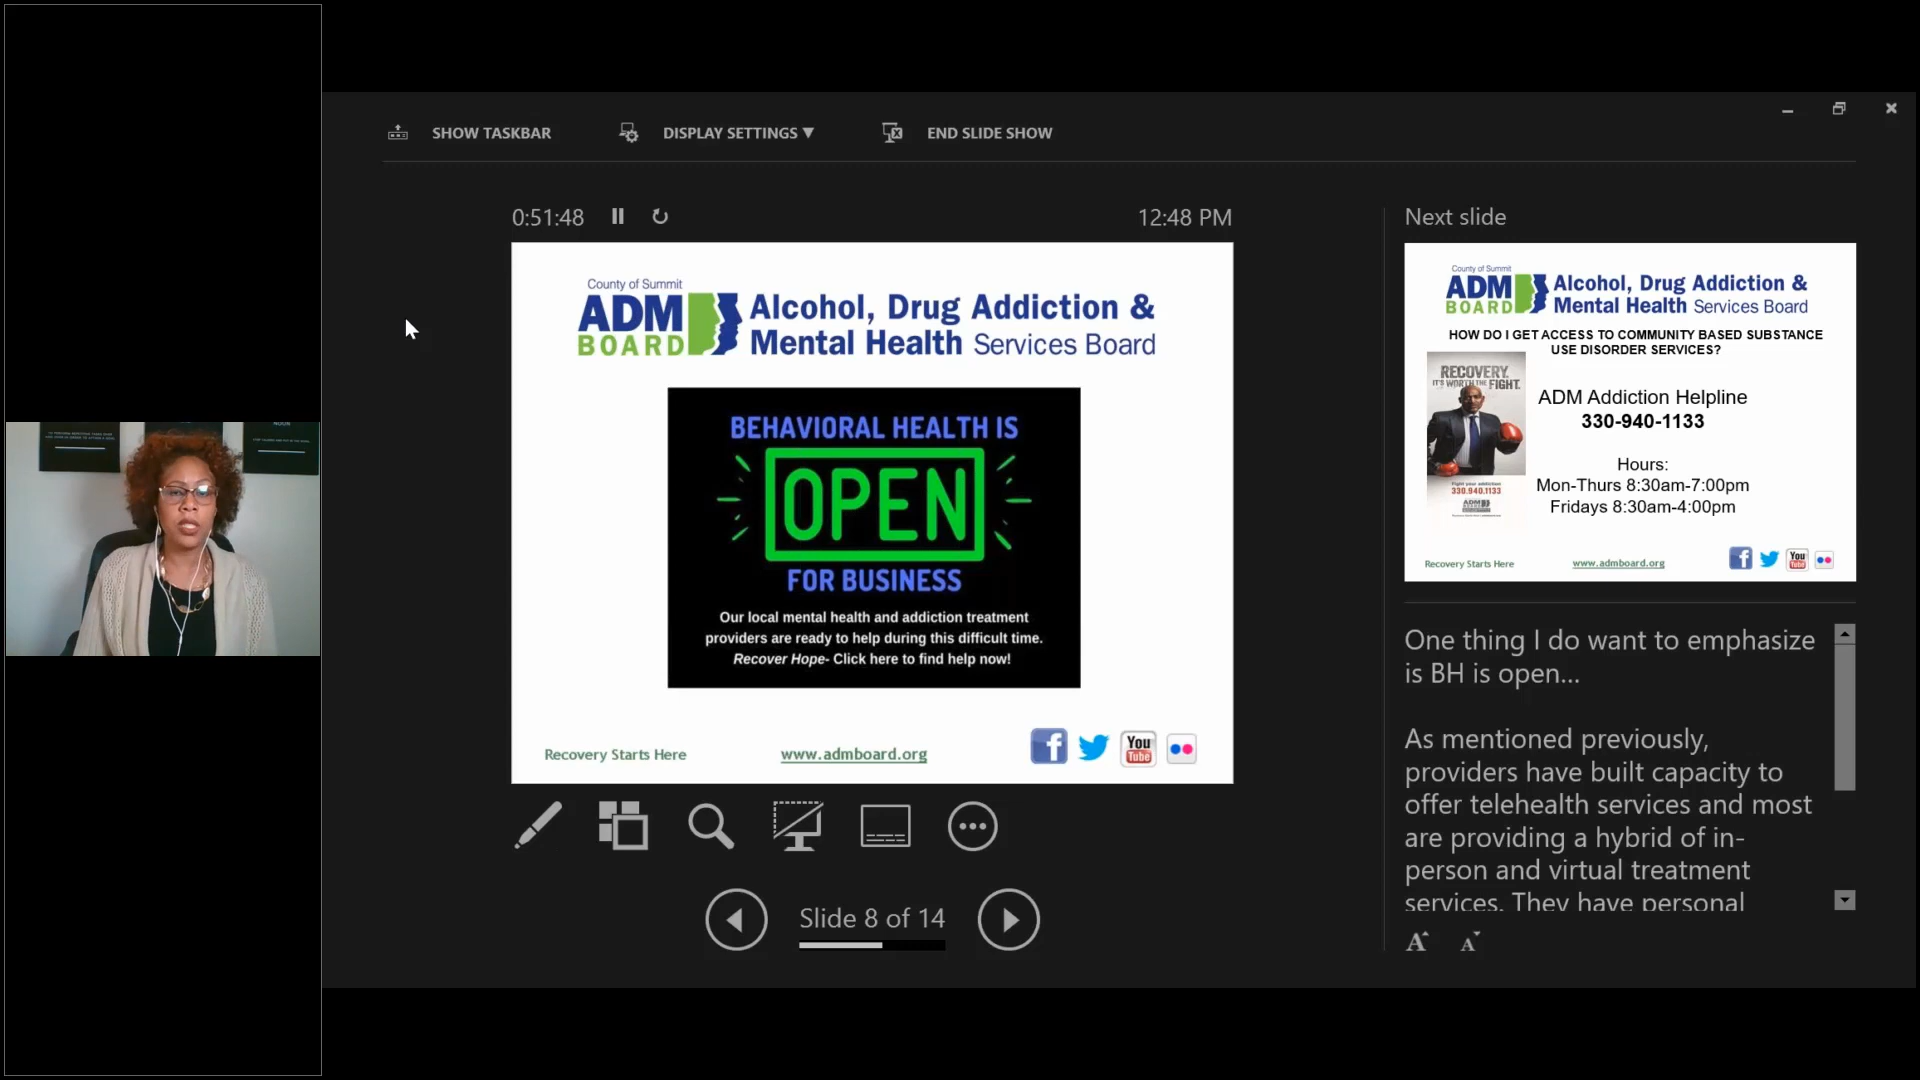 SHOW TASKBAR
DISPLAY SETTINGS ▼
END SLIDE SHOW
0:51:48
12:48 PM
County of Summit
ADM
BOARD
Alcohol, Drug Addiction &
Mental Health Services Board
BEHAVIORAL HEALTH IS
OPEN
FOR BUSINESS
Our local mental health and addiction treatment
providers are ready to help during this difficult time.
Recover Hope- Click here to find help now!
Recovery Starts Here
www.admboard.org
You
Tube
Slide 8 of 14
Next slide
County of Summit
ADM
BOARD
Alcohol, Drug Addiction &
Mental Health Services Board
HOW DO I GET ACCESS TO COMMUNITY BASED SUBSTANCE
USE DISORDER SERVICES?
RECOVERY.
IT'S WORTH THE FIGHT.
Fight your addiction
330.940.1133
ADM
ADM Addiction Helpline
330-940-1133
Hours:
Mon-Thurs 8:30am-7:00pm
Fridays 8:30am-4:00pm
Recovery Starts Here
www.admboard.org
You
Tube
One thing I do want to emphasize
is BH is open...
As mentioned previously,
providers have built capacity to
offer telehealth services and most
are providing a hybrid of in-
person and virtual treatment
services. They have personal
A A